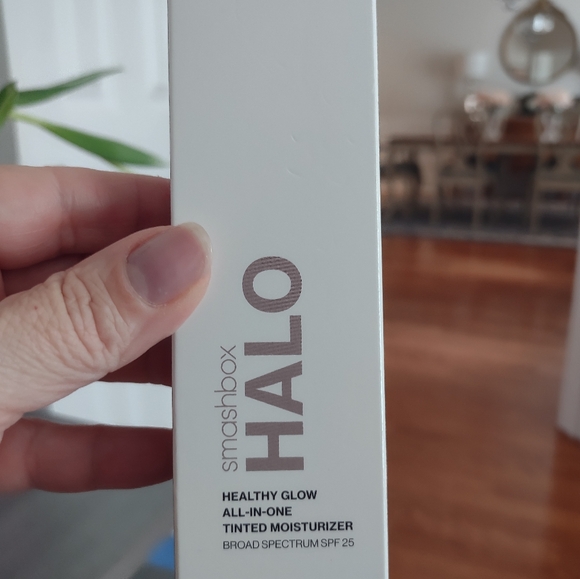 smashbox
HALO
HEALTHY GLOW
ALL-IN-ONE
TINTED MOISTURIZER
BROAD SPECTRUM SPF 25